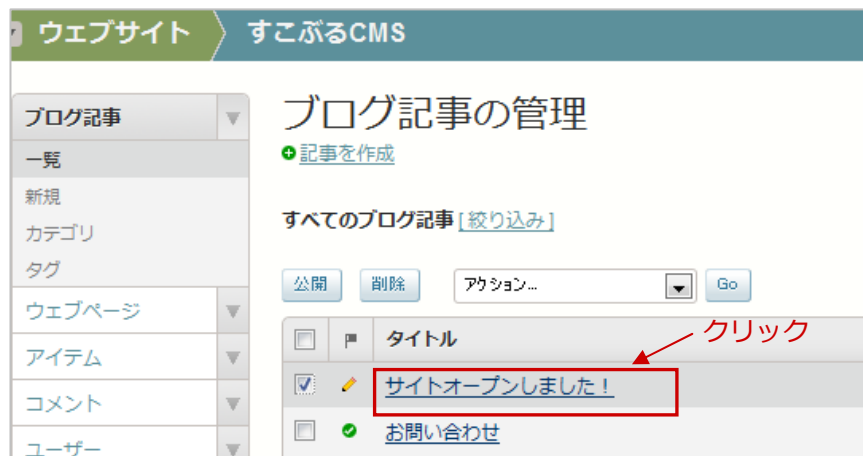 ウェブサイト すこぶるCMS
ブログ記事
一覧
新規
カテゴリ
タグ
ウェブページ
アイテム
コメント
ユーザー
ブログ記事の管理
記事を作成
すべてのブログ記事 [絞り込み]
公開 削除 アクション... Go
タイトル
クリック
サイトオープンしました！
お問い合わせ